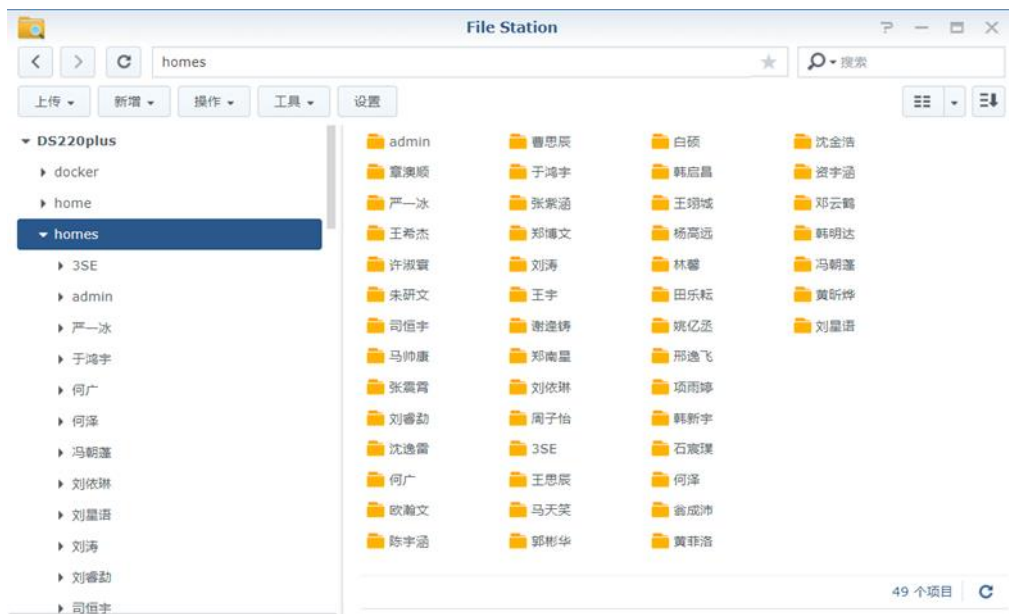 File Station
homes
搜索
上传
新增
操作
工具
设置
DS220plus
docker
home
homes
3SE
admin
严一冰
于鸿宇
何广
何泽
冯朝蓬
刘依琳
刘星语
刘涛
刘睿勐
司恒宇
admin
章澳顺
严一冰
王希杰
许淑寰
朱研文
司恒宇
马帅康
张震霄
刘睿勐
沈逸雷
何广
欧瀚文
陈宇涵
曹思辰
于鸿宇
张紫涵
郑博文
刘涛
王宇
谢逢铸
郑南星
刘依琳
周子怡
3SE
王思辰
马天笑
郭彬华
白硕
韩启昌
王翊城
杨高远
林馨
田乐耘
姚亿丞
邢逸飞
项雨婷
韩新宇
石宸璞
何泽
翁成沛
黄菲洛
沈金浩
资宇涵
邓云鹤
韩明达
冯朝蓬
黄昕烨
刘星语
49 个项目